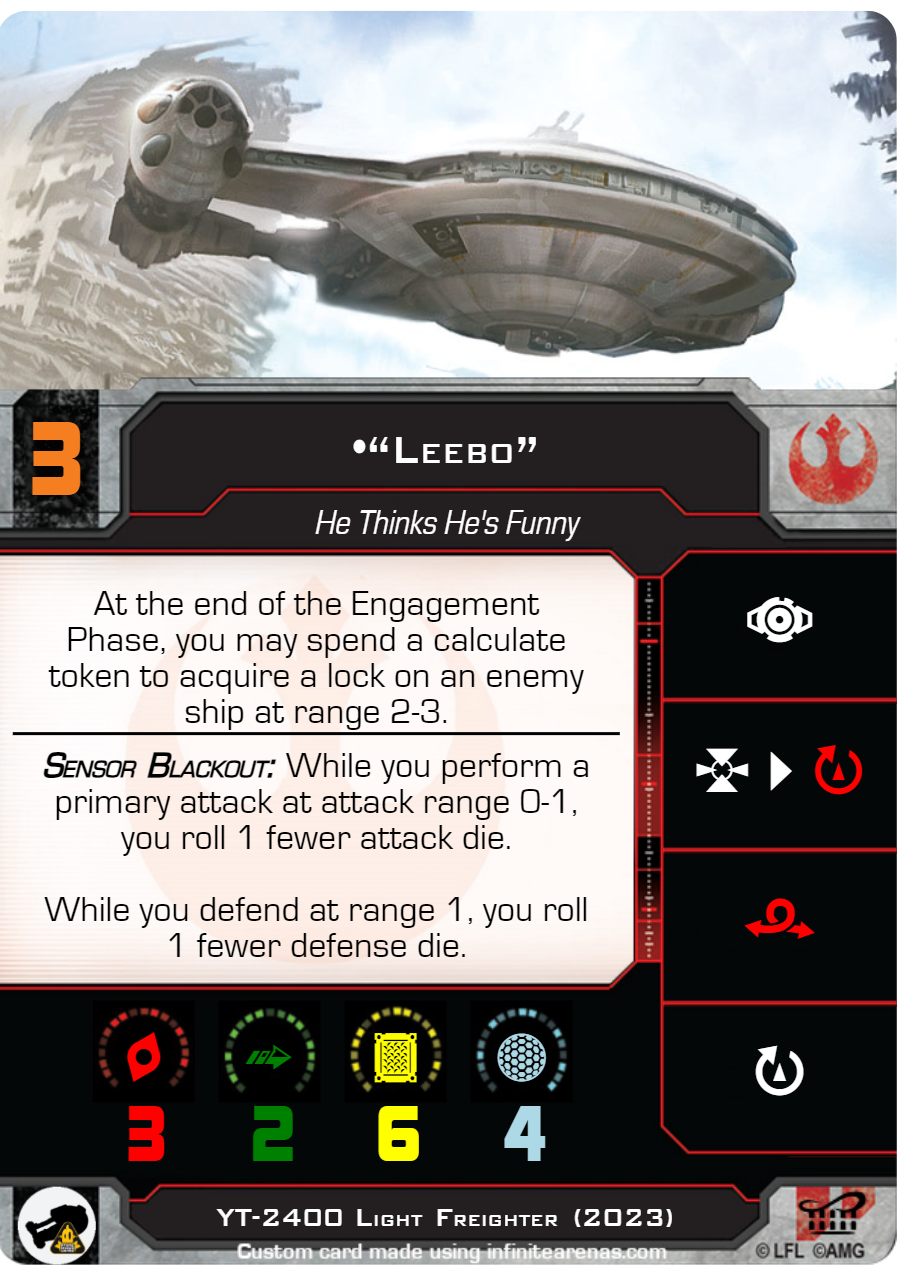 3
•“Leebo”
He Thinks He's Funny
At the end of the Engagement
Phase, you may spend a calculate
token to acquire a lock on an enemy
ship at range 2-3.
Sensor Blackout: While you perform a
primary attack at attack range 0-1,
you roll 1 fewer attack die.
While you defend at range 1, you roll
1 fewer defense die.
3 2 6 4
YT-2400 Light Freighter (2023)
Custom card made using infinitearenas.com
© LFL ©AMG